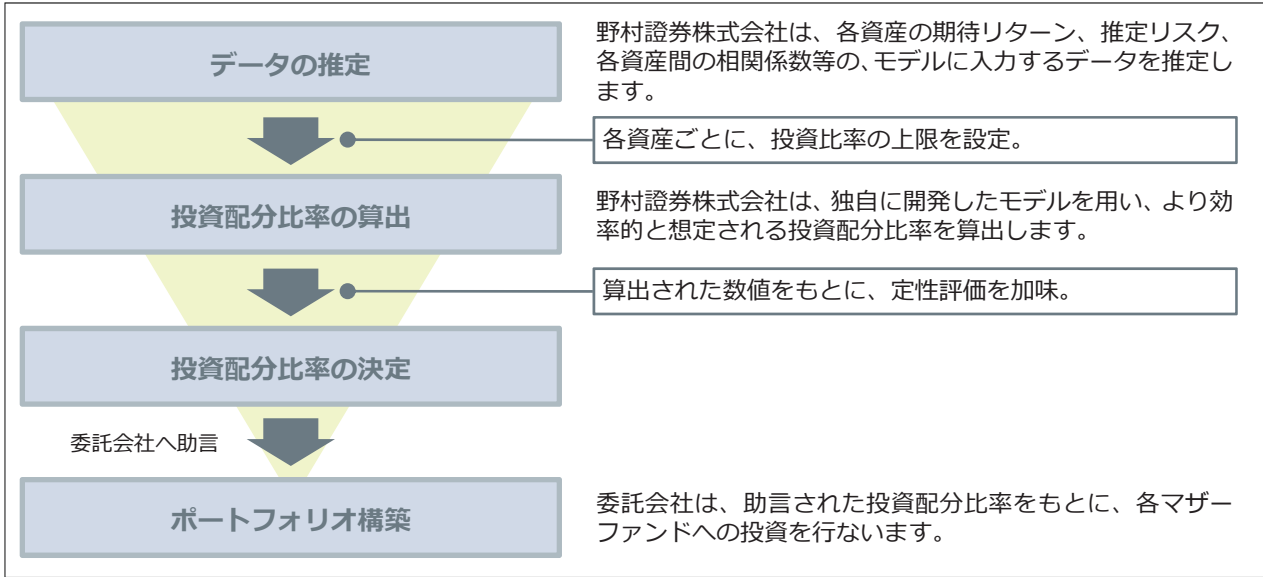 データの推定
野村證券株式会社は、各資産の期待リターン、推定リスク、
各資産間の相関係数等の、モデルに入力するデータを推定し
ます。
各資産ごとに、投資比率の上限を設定。
投資配分比率の算出
野村證券株式会社は、独自に開発したモデルを用い、より効
率的と想定される投資配分比率を算出します。
算出された数値をもとに、定性評価を加味。
投資配分比率の決定
委託会社へ助言
ポートフォリオ構築
委託会社は、助言された投資配分比率をもとに、各マザー
ファンドへの投資を行ないます。